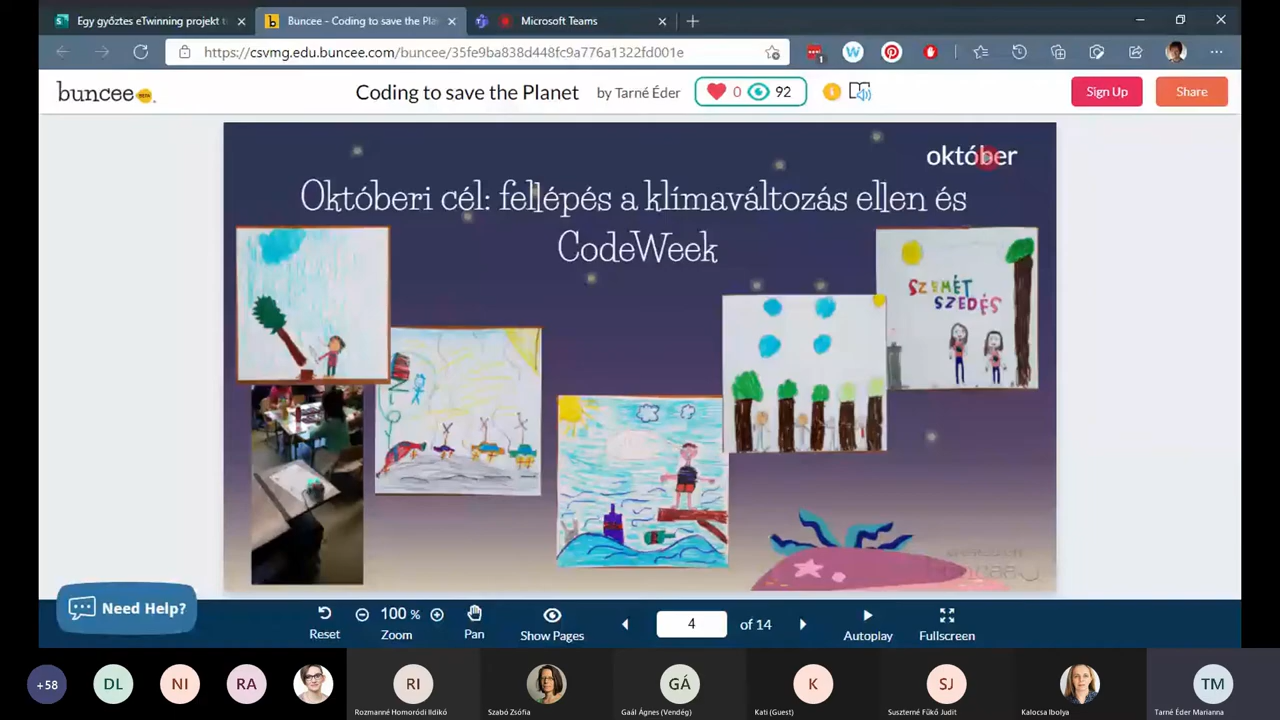 Egy győztes eTwinning projekt t
Buncee - Coding to save the Pla
Microsoft Teams
https://csvmg.edu.buncee.com/buncee/35fe9ba838d448fc9a776a1322fd001e
buncee BETA
Coding to save the Planet
by Tarné Éder
0
92
Sign Up
Share
október
Októberi cél: fellépés a klímaváltozás ellen és
CodeWeek
SZEMÉT
SZEDÉS
Need Help?
Reset
100 %
Zoom
Pan
Show Pages
4
of 14
Autoplay
Fullscreen
+58
DL
NI
RA
RI
GÁ
K
SJ
TM
Rozmanné Homoródi Ildikó
Szabó Zsófia
Gaál Ágnes (Vendég)
Kati (Guest)
Suszterné Fükő Judit
Kalocsa Ibolya
Tarné Éder Marianna